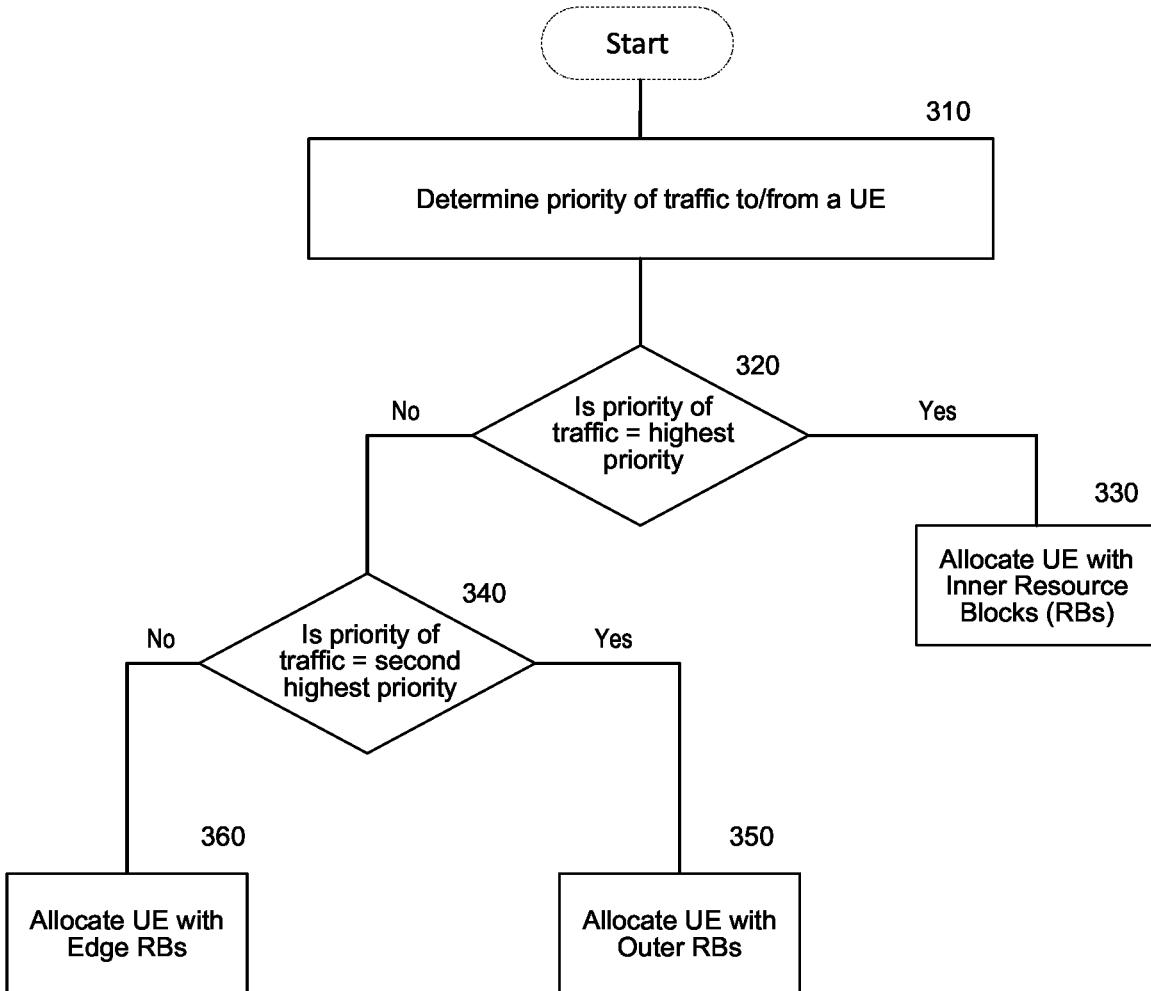 Start
310
Determine priority of traffic to/from a UE
320
Is priority of
traffic = highest
priority
No
Yes
330
Allocate UE with
Inner Resource
Blocks (RBs)
340
Is priority of
traffic = second
highest priority
No
Yes
360
Allocate UE with
Edge RBs
350
Allocate UE with
Outer RBs